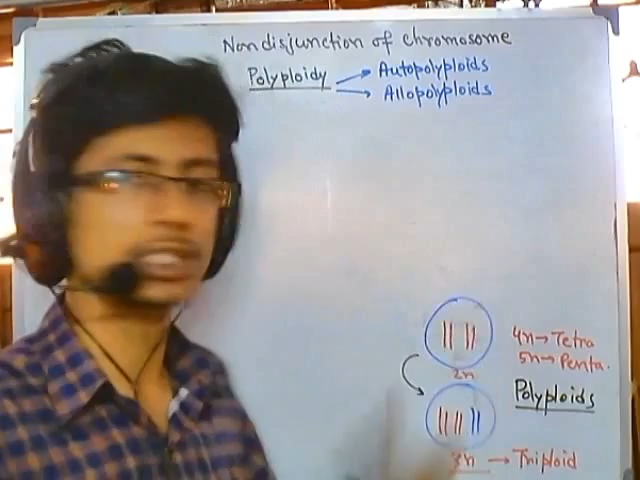 Nondisjunction of chromosome
Polyploidy → Autopolyploids
→ Allopolyploids
2n
4n → Tetra
5n → Penta.
Polyploids
3n → Triploid